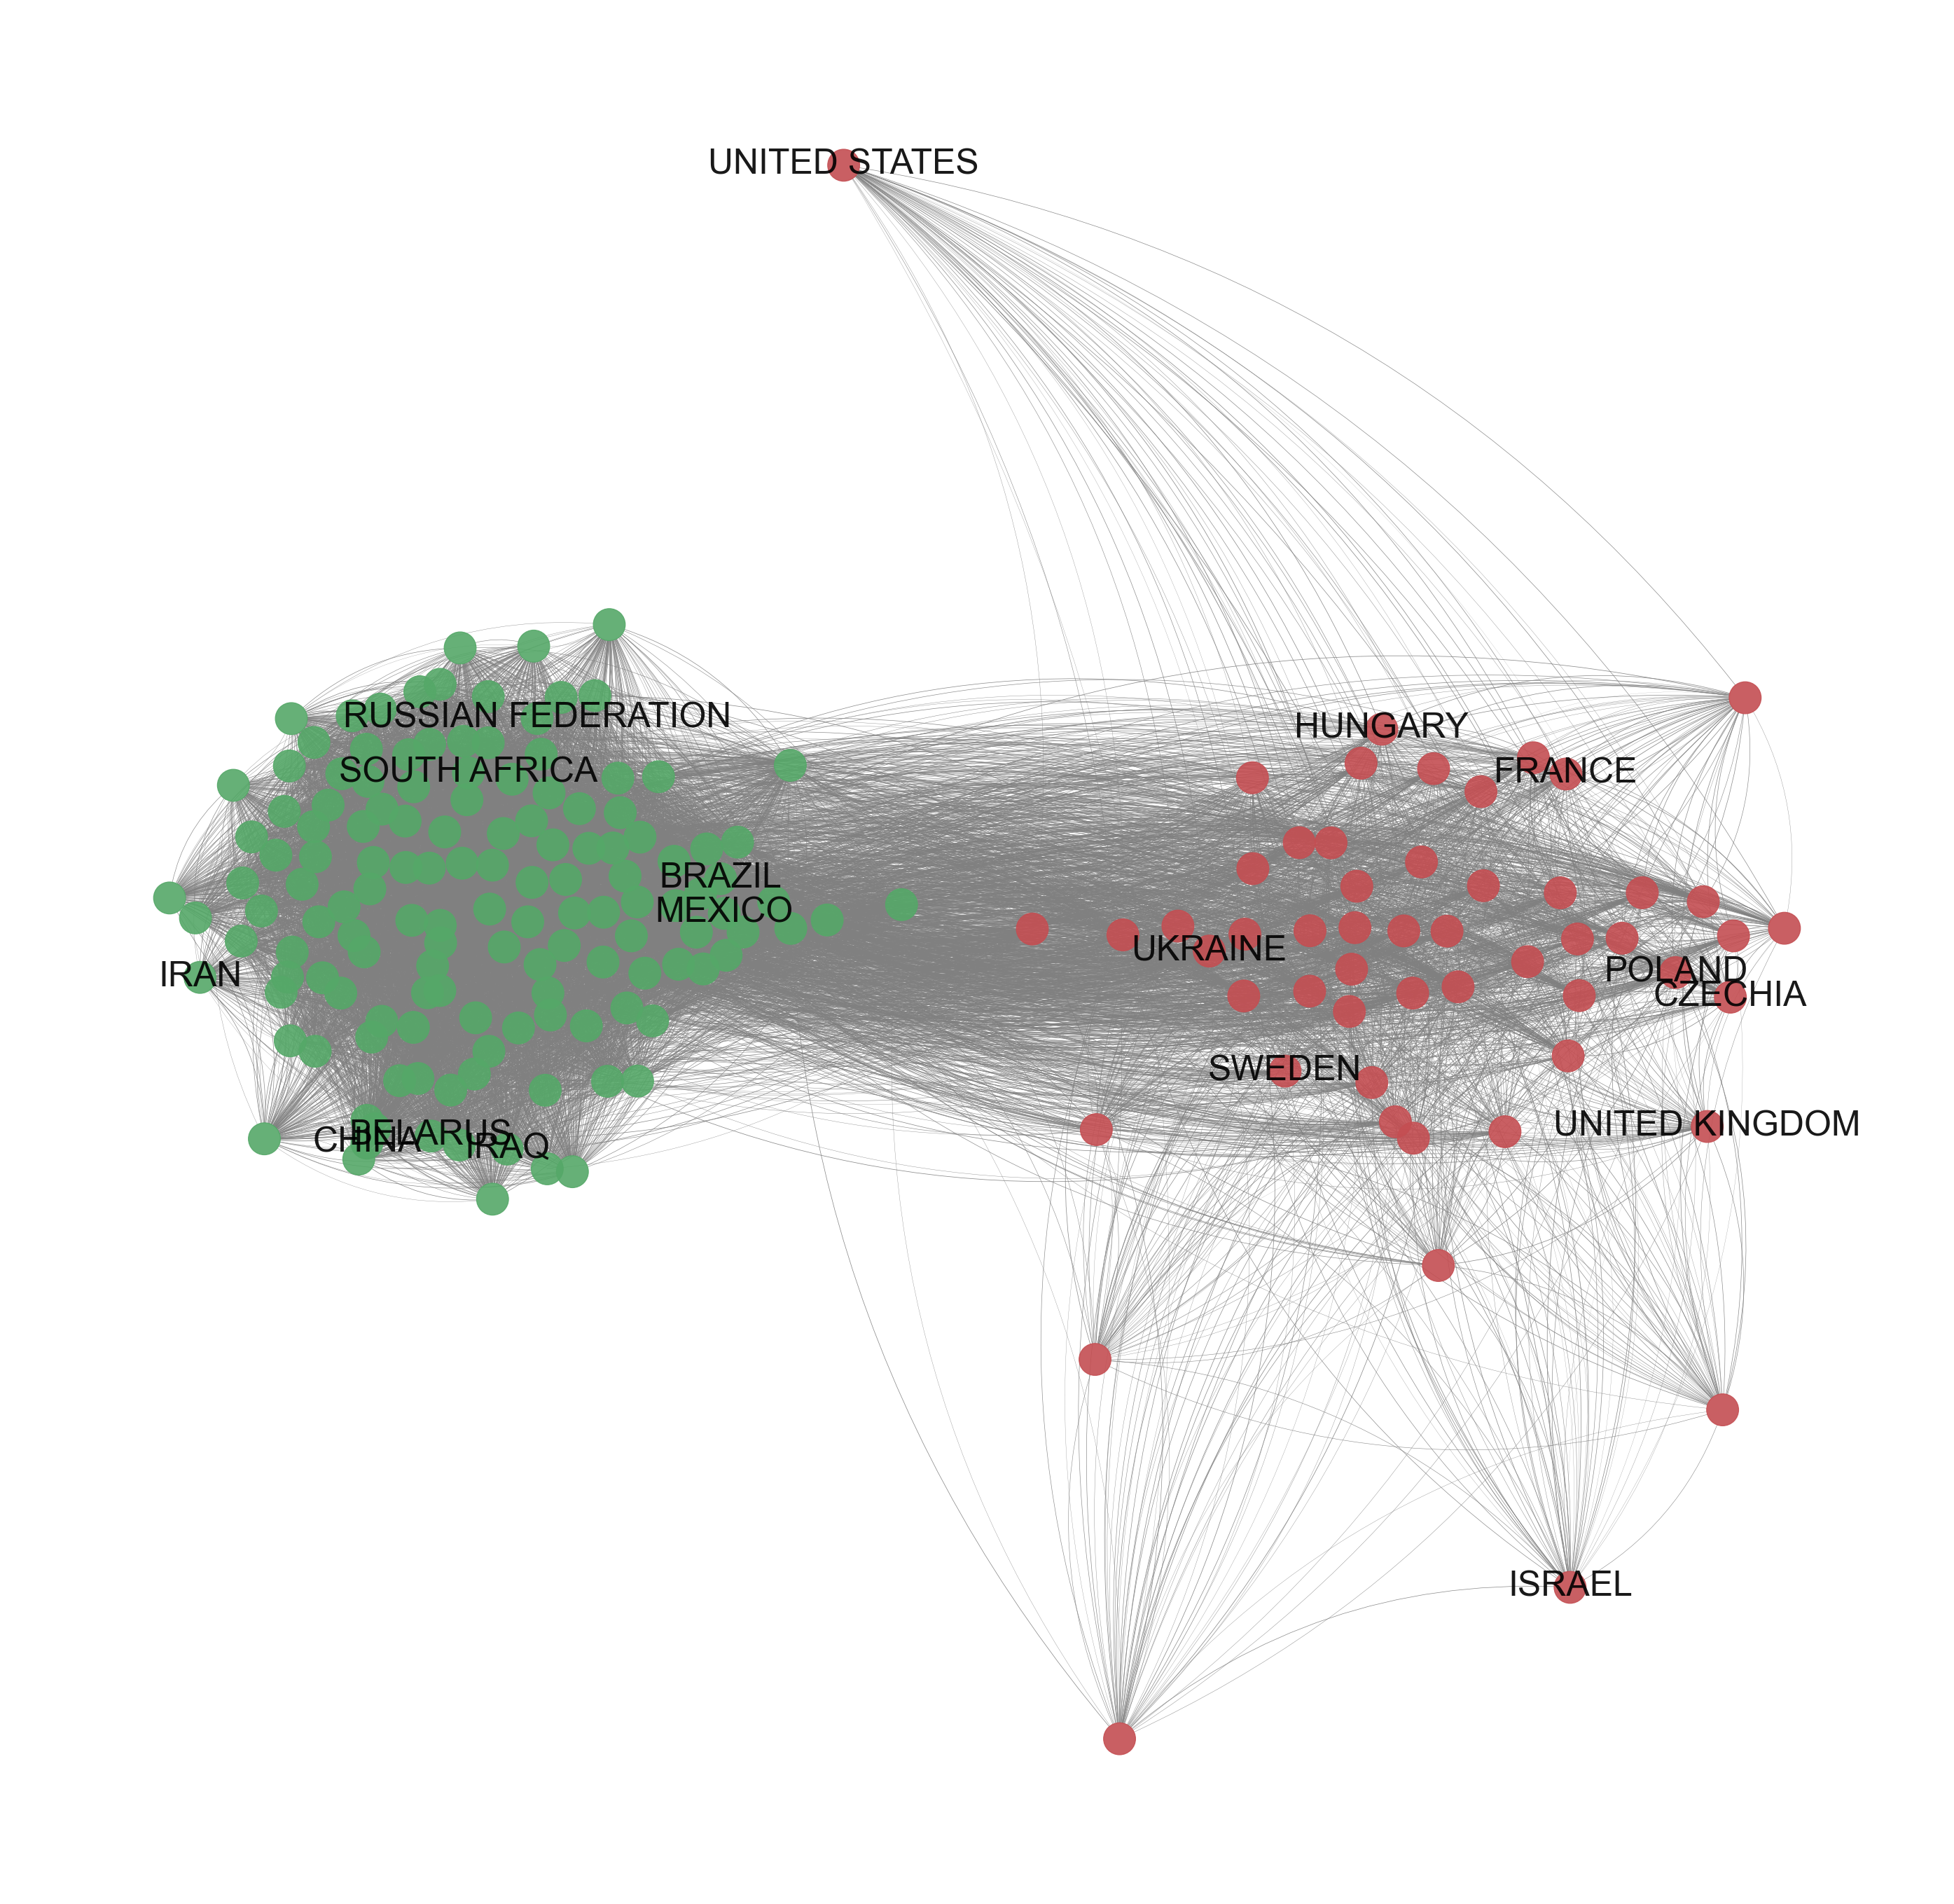 UNITED STATES
RUSSIAN FEDERATION
HUNGARY
SOUTH AFRICA
FRANCE
BRAZIL
MEXICO
UKRAINE
IRAN
POLAND
CZECHIA
SWEDEN
UNITED KINGDOM
BELARUS
CHINA
IRAQ
ISRAEL